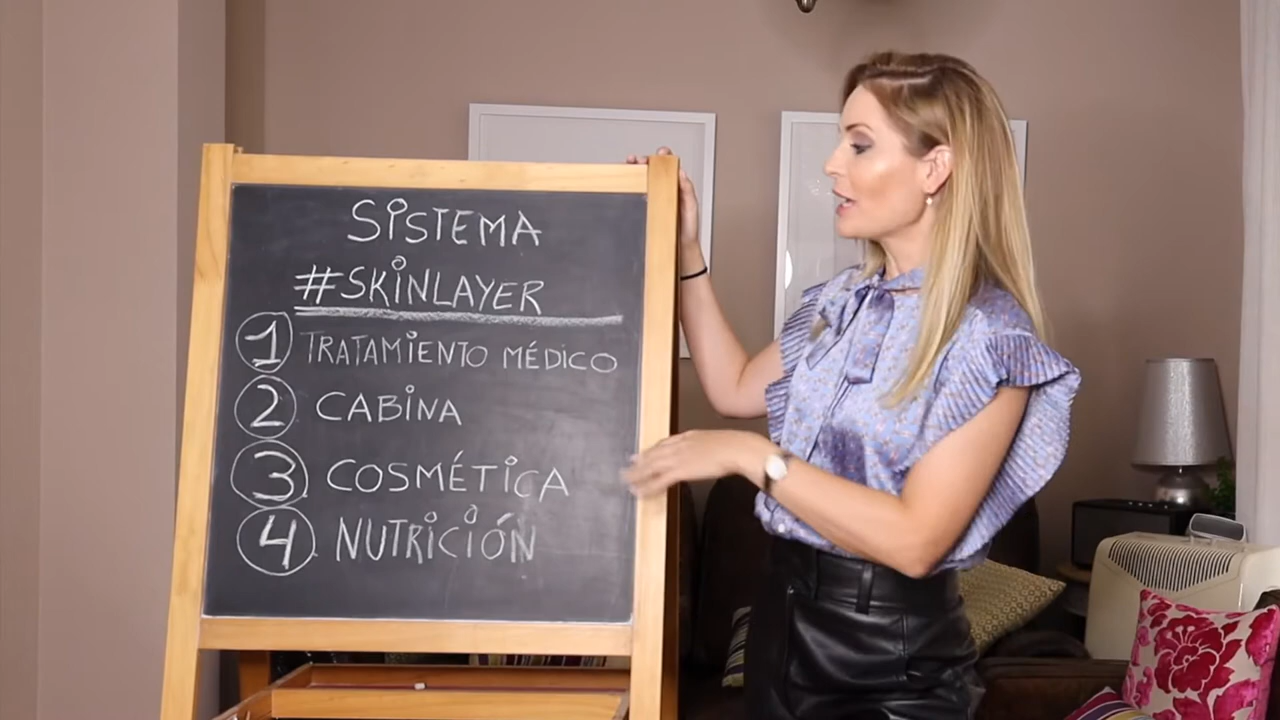 SiSTEMA
#SKiNLAYER
1 TRATAMiENTO MÉDiCO
2 CABiNA
3. COSMÉTiCA
4. NUTRiCiÓN